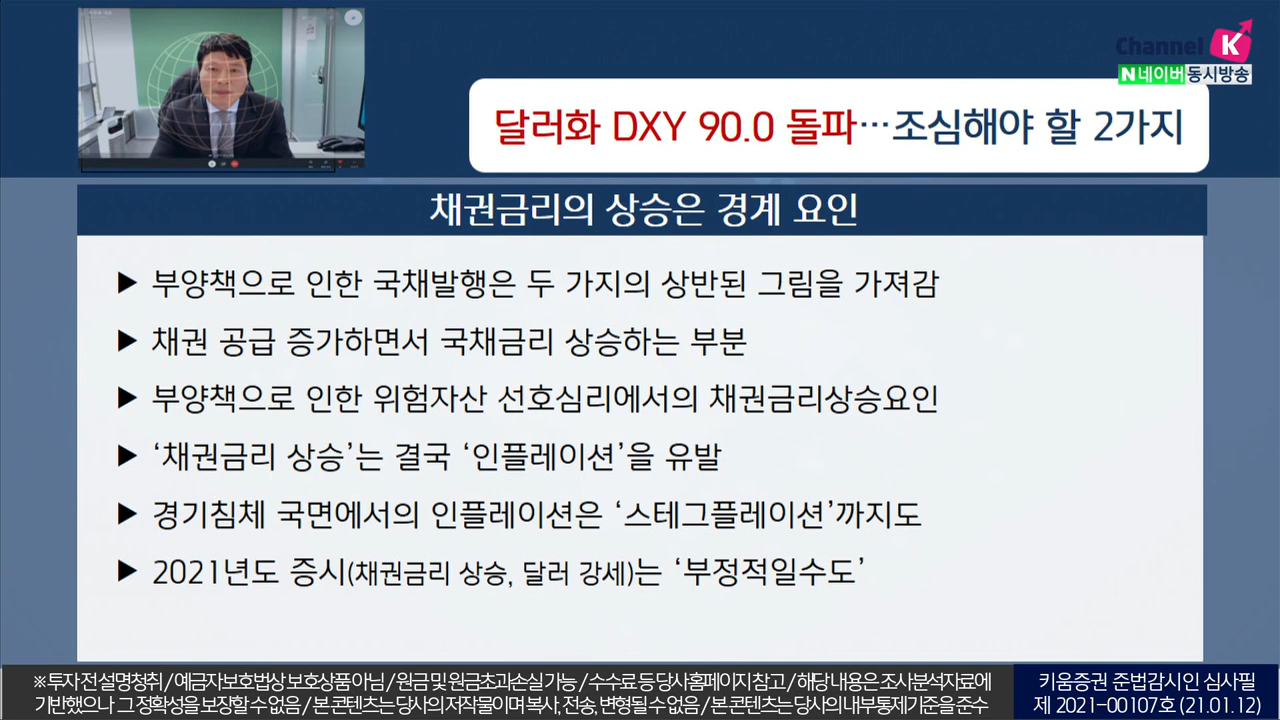 Channel K
N 네이버 동시방송
달러화 DXY 90.0 돌파…조심해야 할 2가지
채권금리의 상승은 경계 요인
▶ 부양책으로 인한 국채발행은 두 가지의 상반된 그림을 가져감
▶ 채권 공급 증가하면서 국채금리 상승하는 부분
▶ 부양책으로 인한 위험자산 선호심리에서의 채권금리상승요인
▶ ‘채권금리 상승’는 결국 ‘인플레이션’을 유발
▶ 경기침체 국면에서의 인플레이션은 ‘스테그플레이션’까지도
▶ 2021년도 증시(채권금리 상승, 달러 강세)는 ‘부정적일수도’
※ 투자 전 설명청취 / 예금자보호법상 보호상품 아님 / 원금 및 원금초과손실 가능 / 수수료 등 당사홈페이지 참고 / 해당 내용은 조사분석자료에
기반했으나 그 정확성을 보장할 수 없음 / 본 콘텐츠는 당사의 저작물이며 복사, 전송, 변형될 수 없음 / 본 콘텐츠는 당사의 내부통제기준을 준수
키움증권 준법감시인 심사필
제 2021-00107호 (21.01.12)